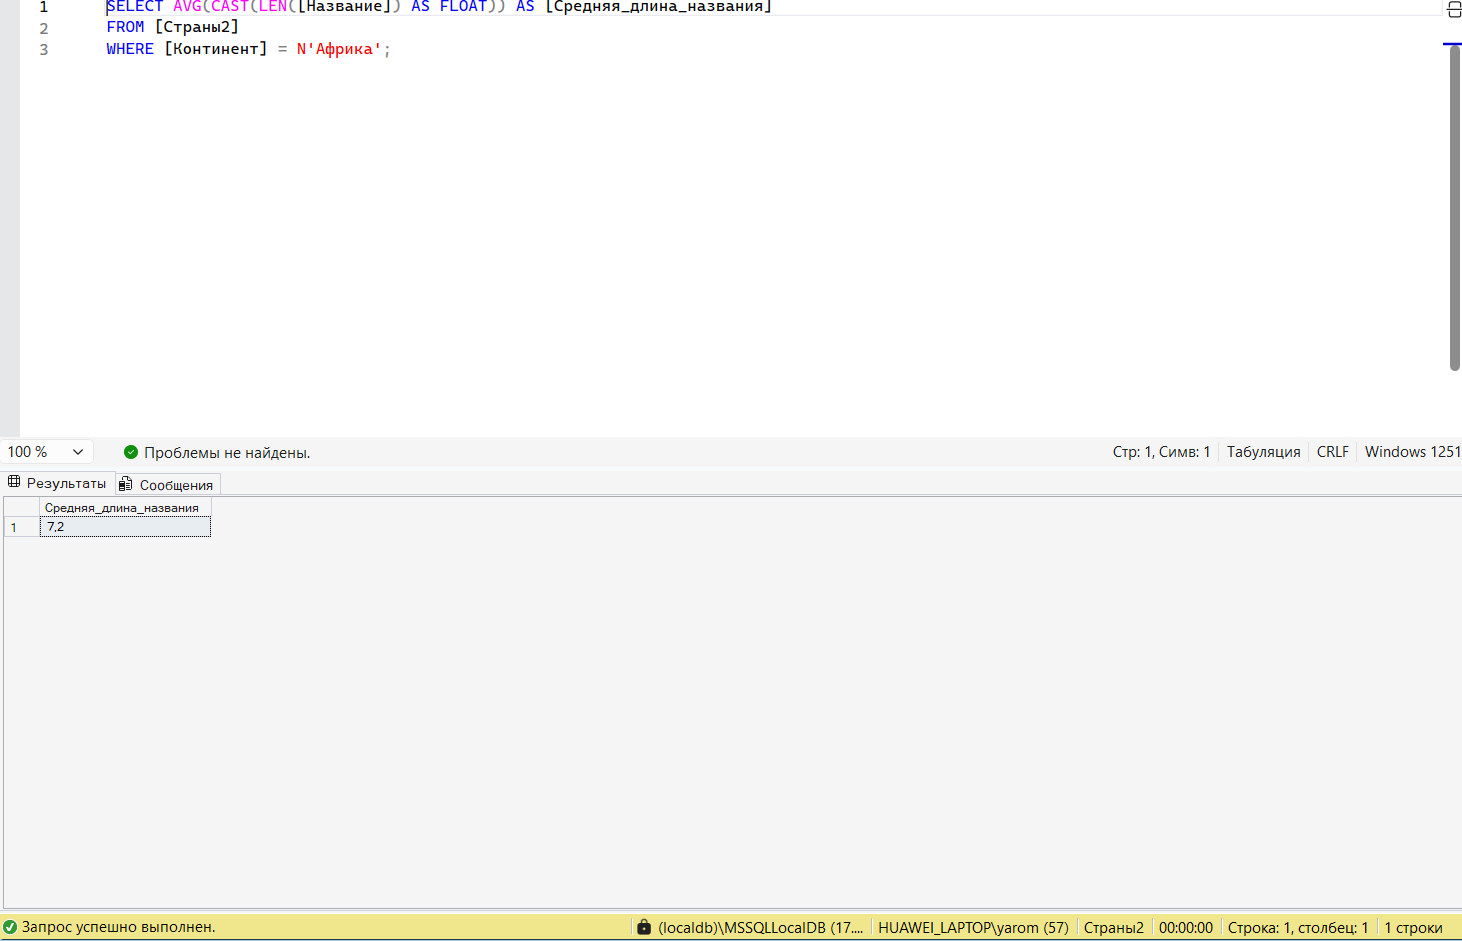 1 SELECT AVG(CAST(LEN([Название]) AS FLOAT)) AS [Средняя_длина_названия]
2 FROM [Страны2]
3 WHERE [Континент] = N'Африка';
100 % Проблемы не найдены. Стр: 1, Симв: 1 Табуляция CRLF Windows 1251
Результаты Сообщения
Средняя_длина_названия
1 7,2
Запрос успешно выполнен. (localdb)\MSSQLLocalDB (17.... HUAWEI_LAPTOP\yarom (57) Страны2 00:00:00 Строка: 1, столбец: 1 1 строки